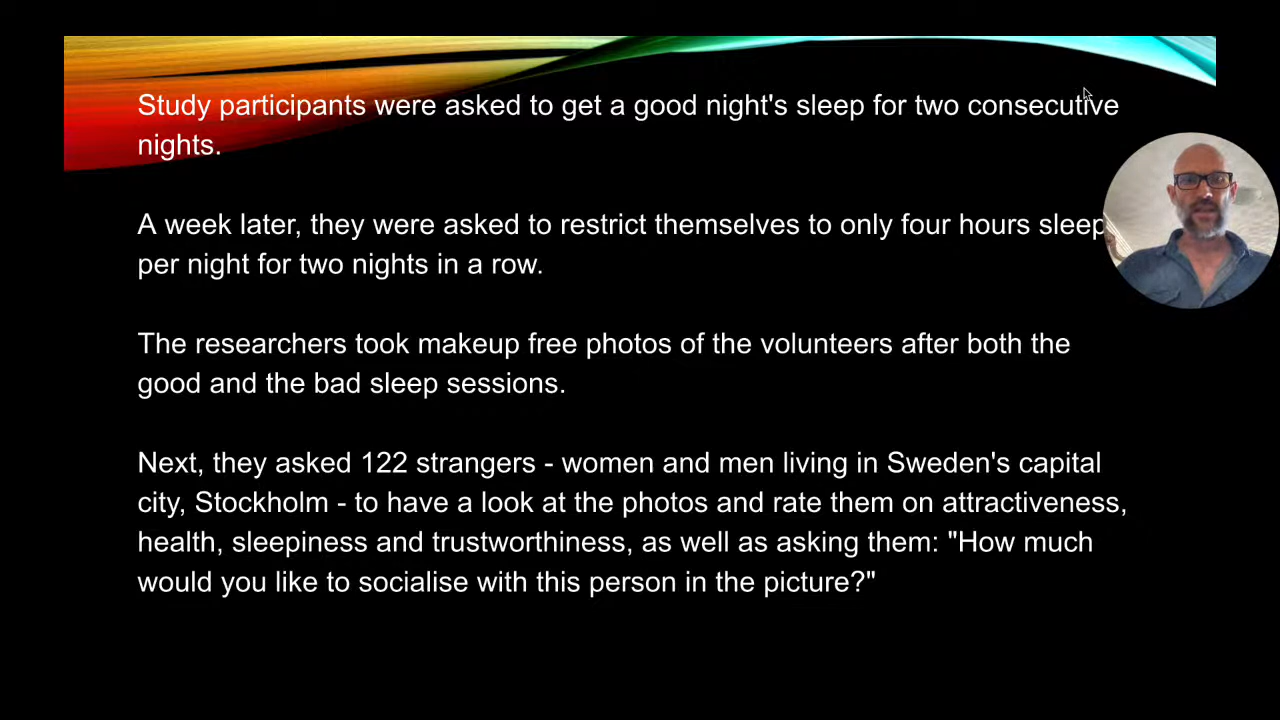 Study participants were asked to get a good night's sleep for two consecutive
nights.
A week later, they were asked to restrict themselves to only four hours sleep
per night for two nights in a row.
The researchers took makeup free photos of the volunteers after both the
good and the bad sleep sessions.
Next, they asked 122 strangers - women and men living in Sweden's capital
city, Stockholm - to have a look at the photos and rate them on attractiveness,
health, sleepiness and trustworthiness, as well as asking them: "How much
would you like to socialise with this person in the picture?"